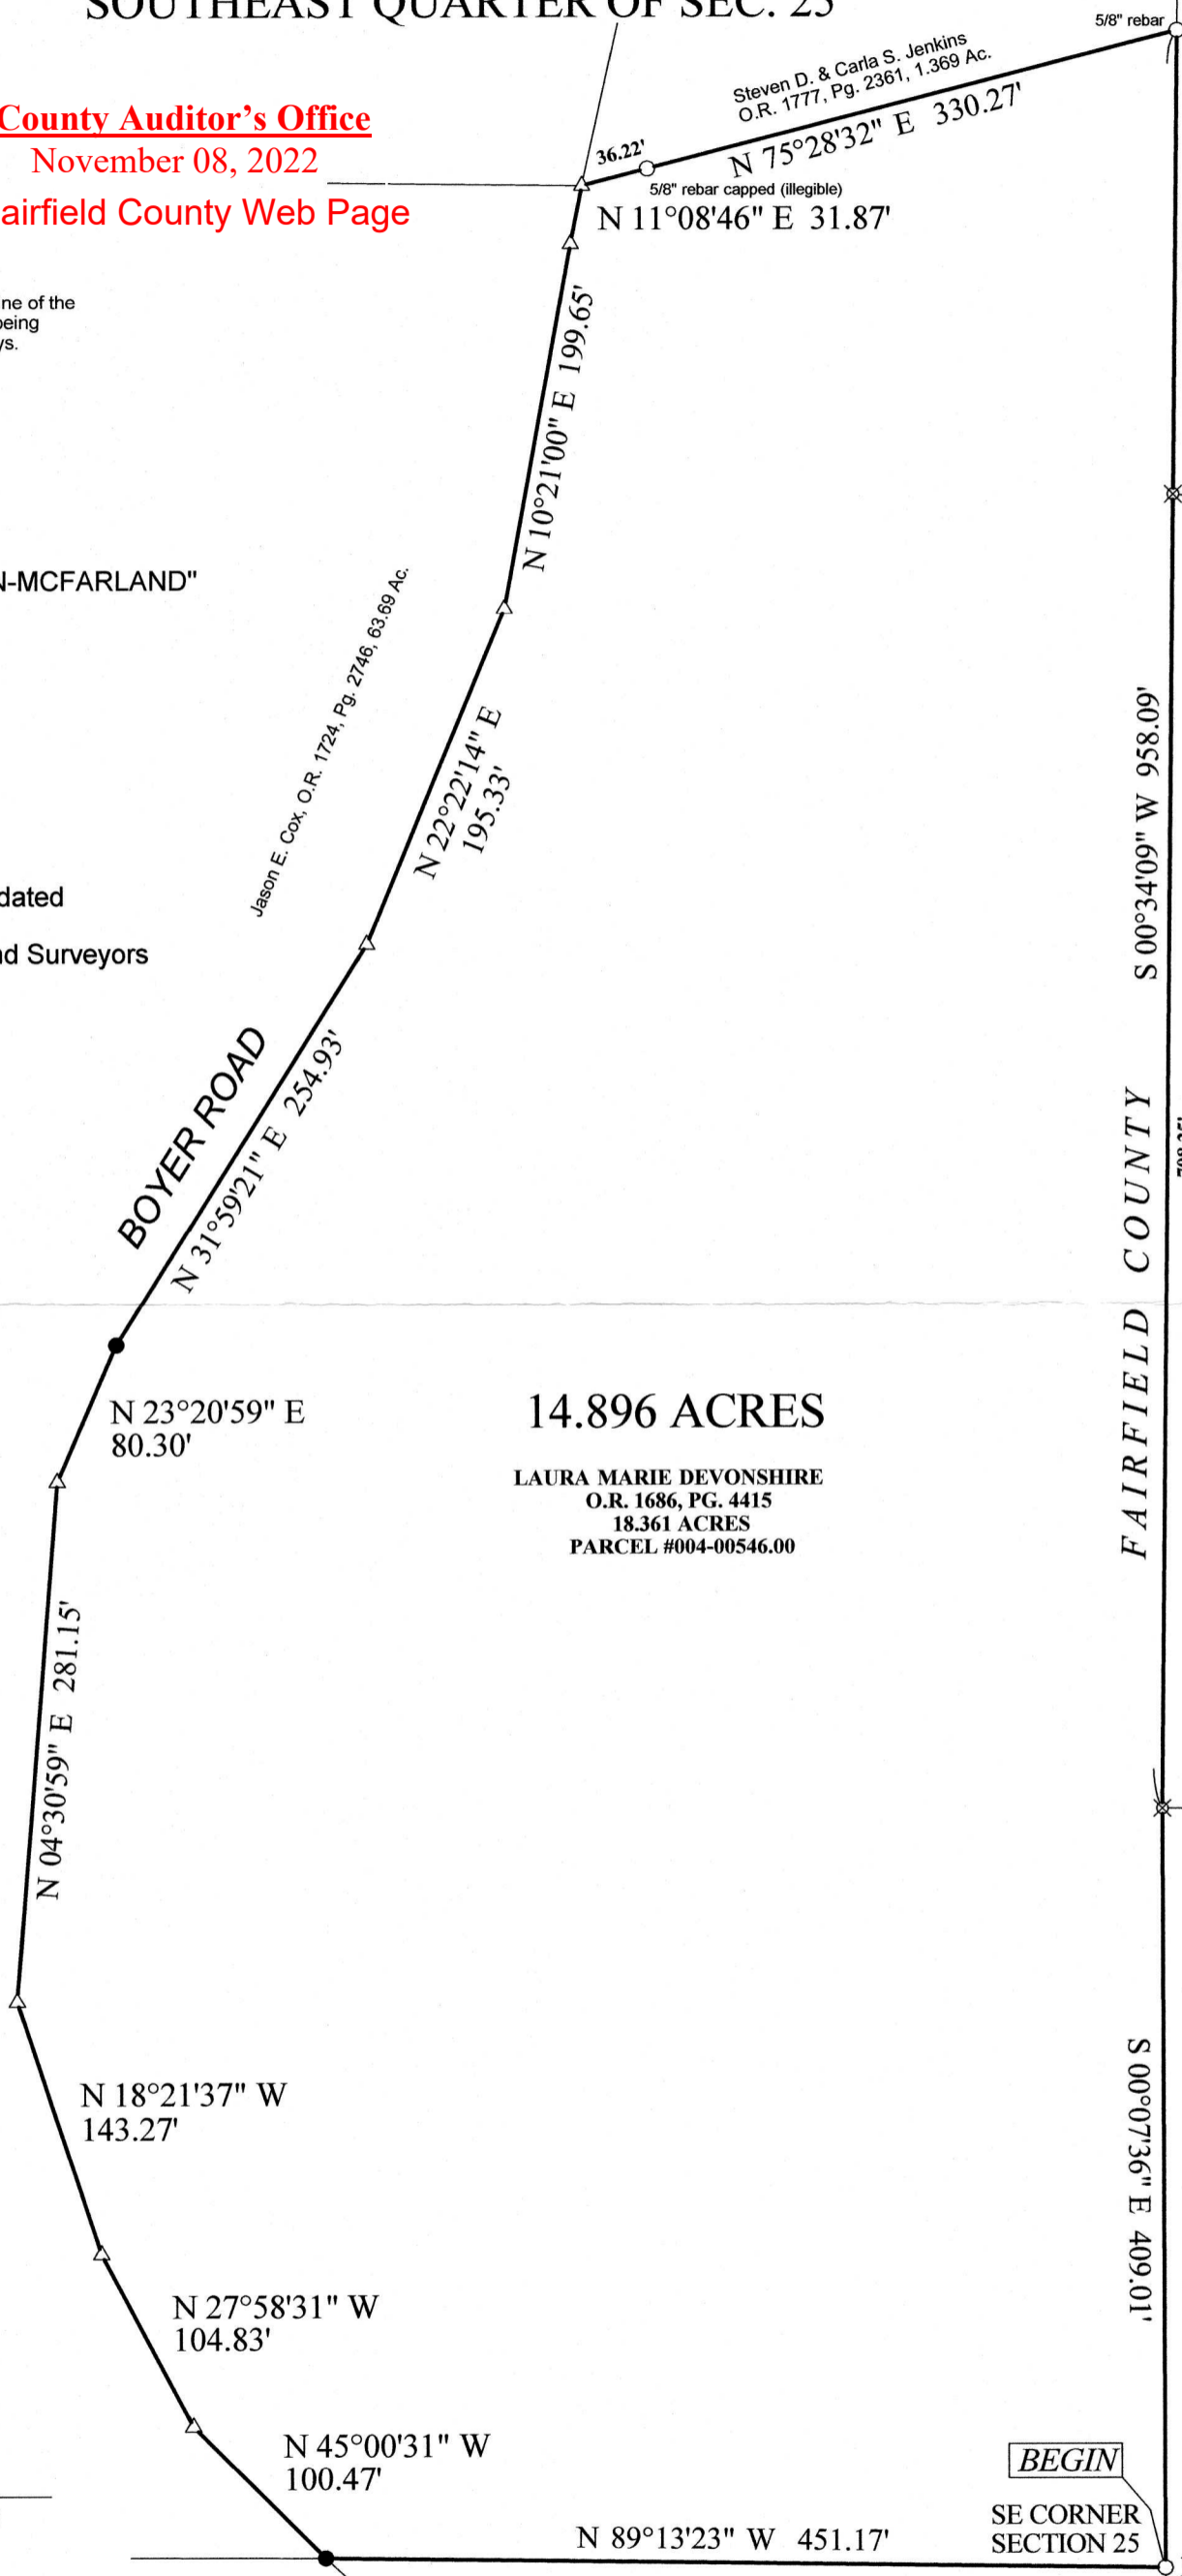 SOUTHEAST QUARTER OF SEC. 25
5/8" rebar
County Auditor's Office
November 08, 2022
Fairfield County Web Page
Steven D. & Carla S. Jenkins
O.R. 1777, Pg. 2361, 1.369 Ac.
N 75°28'32" E 330.27'
36.22'
5/8" rebar capped (illegible)
N 11°08'46" E 31.87'
of the
N 10°21'00" E 199.65'
N-MCFARLAND"
Jason E. Cox, O.R. 1724, Pg. 2746, 63.69 Ac.
N 22°22'14" E
195.33'
S 00°34'09" W 958.09'
Surveyors
BOYER ROAD
N 31°59'21" E 254.93'
FAIRFIELD COUNTY
N 23°20'59" E
80.30'
14.896 ACRES
LAURA MARIE DEVONSHIRE
O.R. 1686, PG. 4415
18.361 ACRES
PARCEL #004-00546.00
N 04°30'59" E 281.15'
N 18°21'37" W
143.27'
S 00°07'36" E 409.01'
N 27°58'31" W
104.83'
N 45°00'31" W
100.47'
BEGIN
SE CORNER
SECTION 25
N 89°13'23" W 451.17'